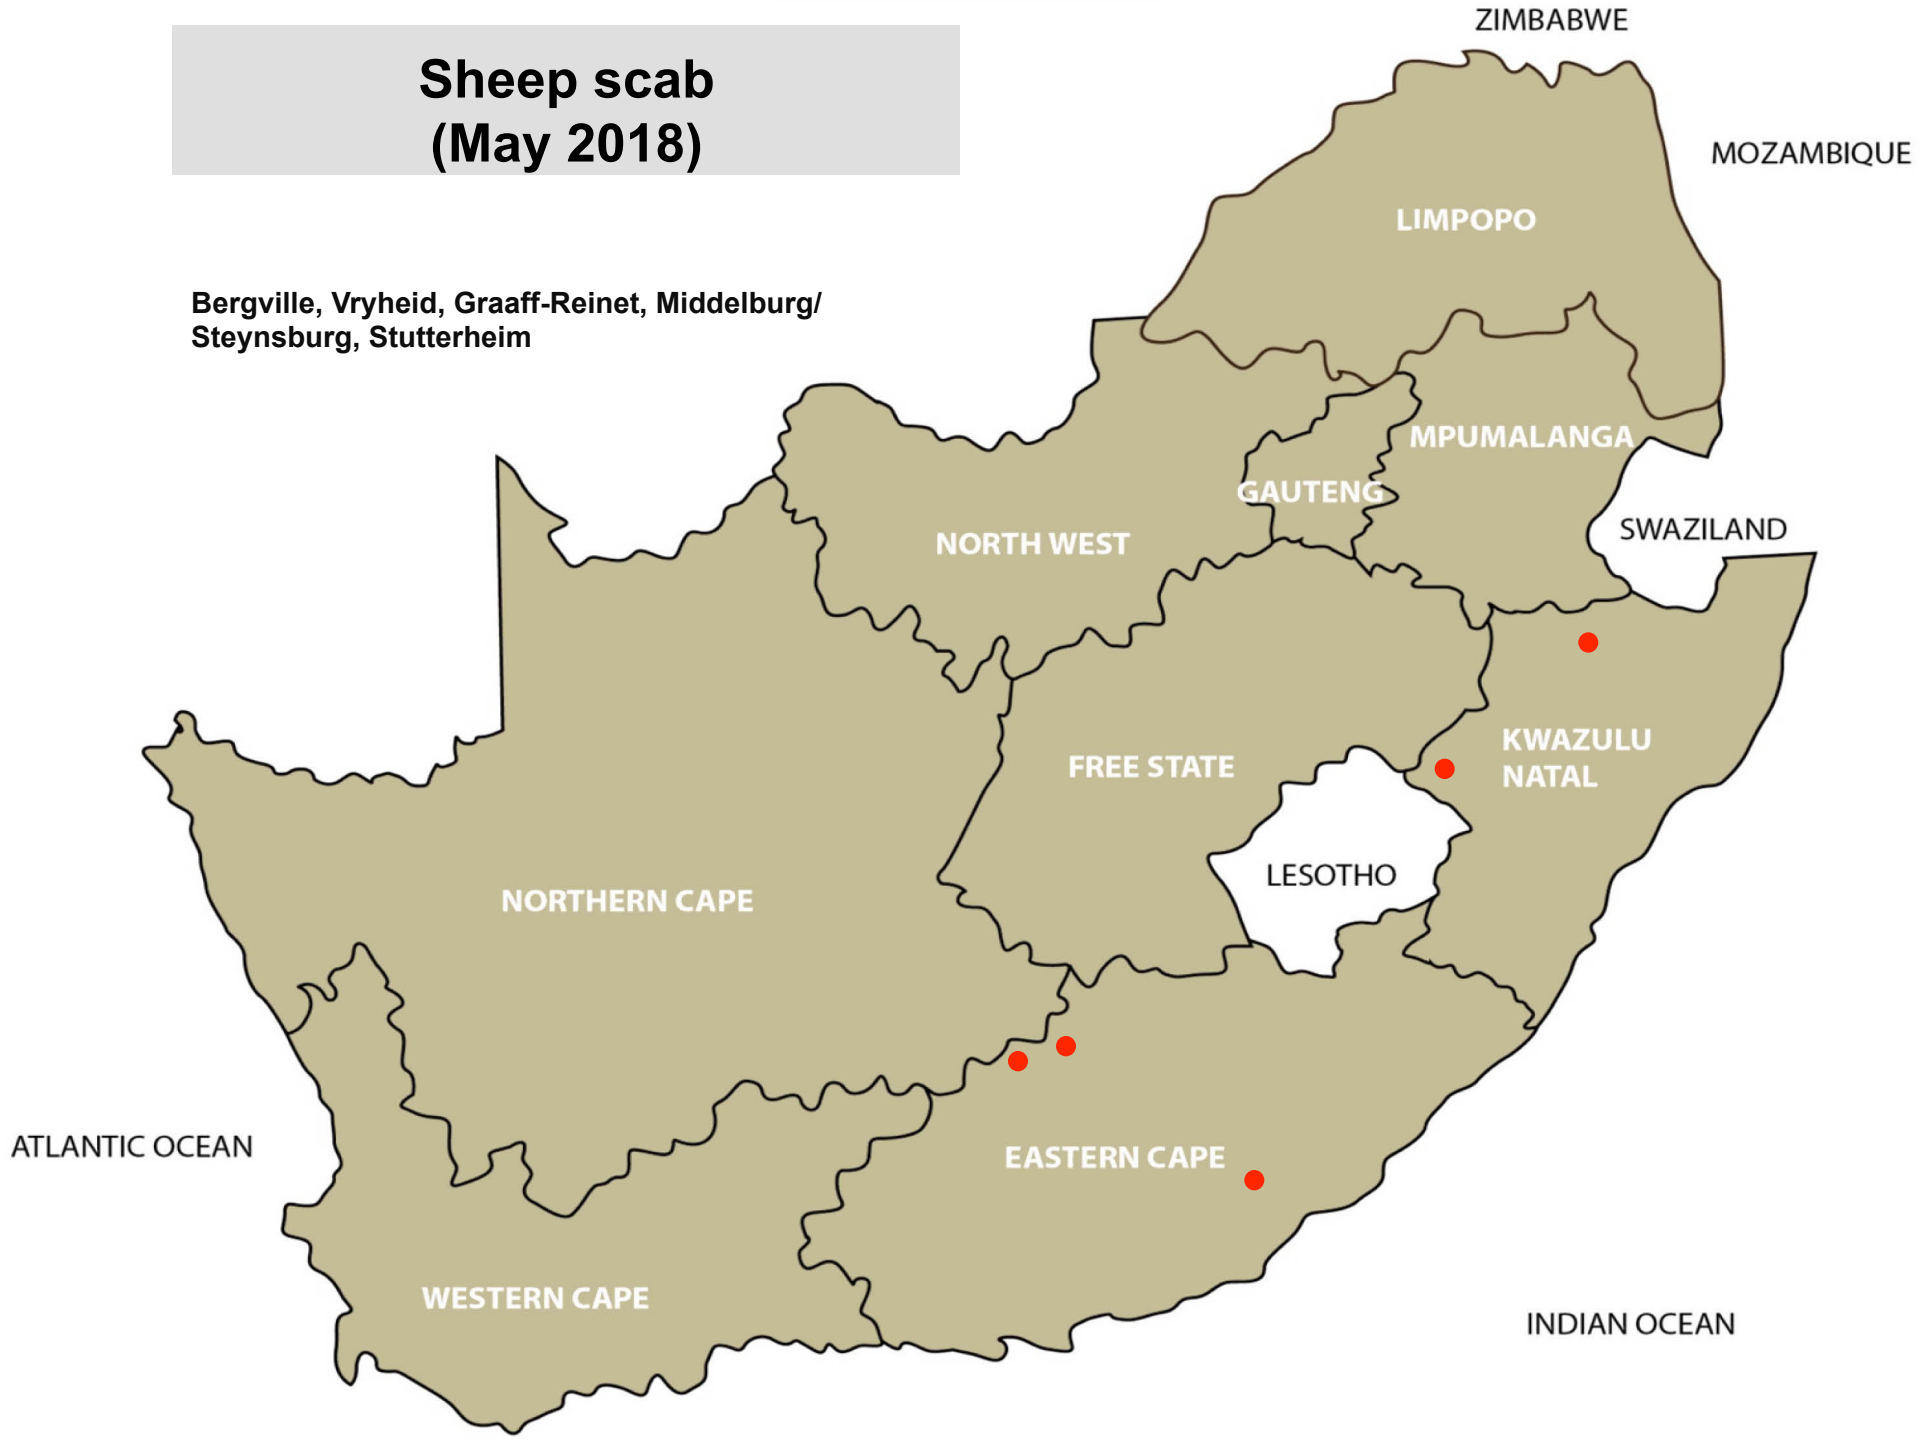 Sheep scab
(May 2018)
Bergville, Vryheid, Graaff-Reinet, Middelburg/
Steynsburg, Stutterheim
ZIMBABWE
MOZAMBIQUE
LIMPOPO
MPUMALANGA
GAUTENG
SWAZILAND
NORTH WEST
KWAZULU
NATAL
FREE STATE
LESOTHO
NORTHERN CAPE
ATLANTIC OCEAN
EASTERN CAPE
WESTERN CAPE
INDIAN OCEAN